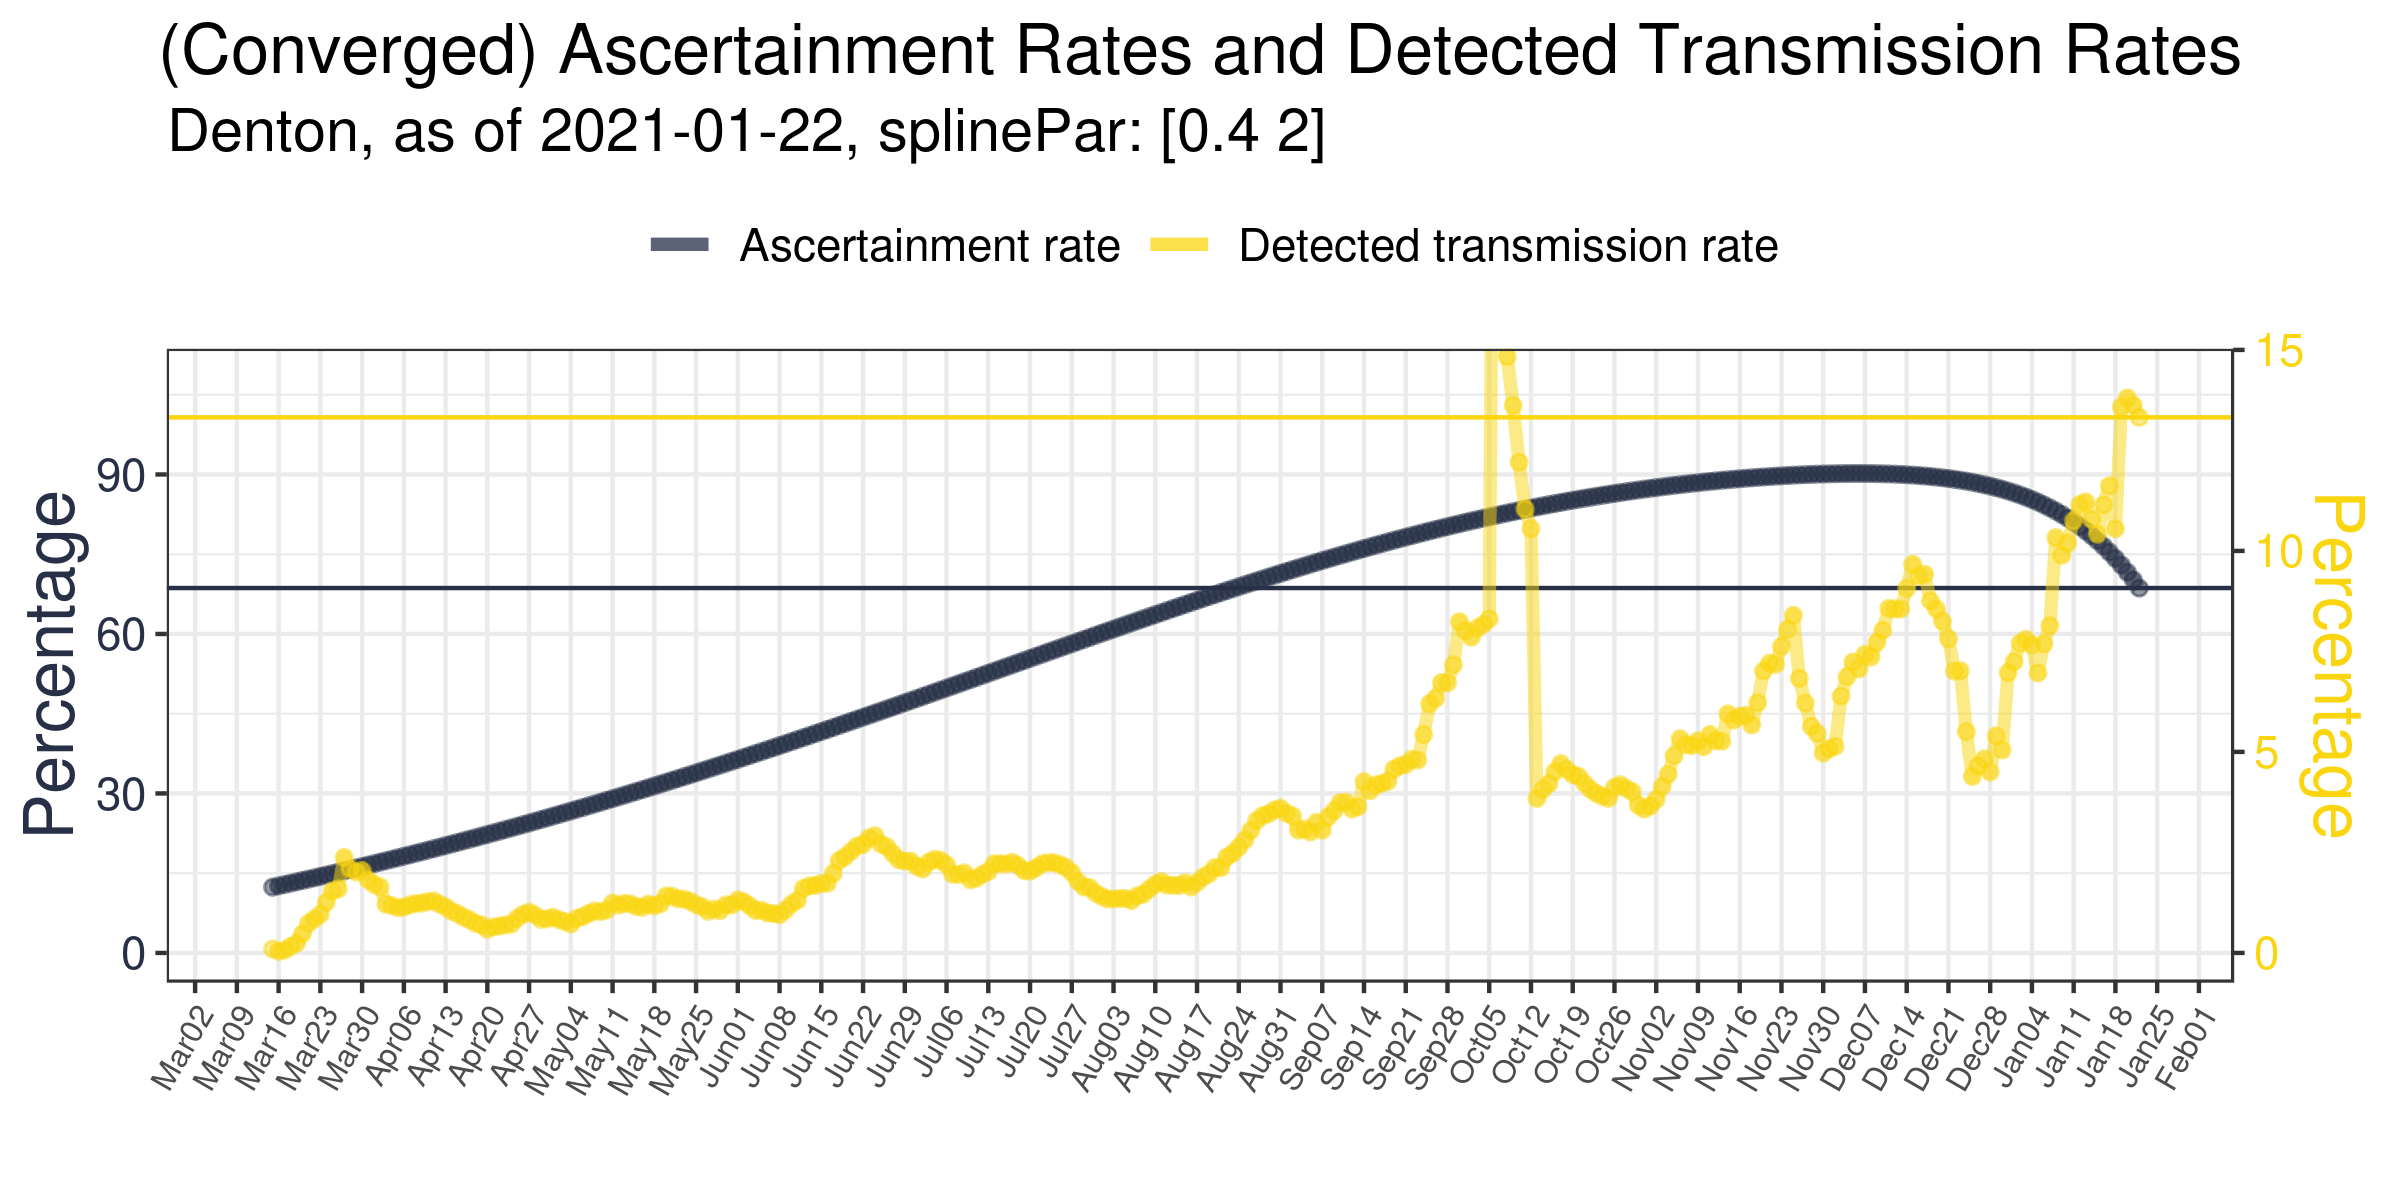 (Converged) Ascertainment Rates and Detected Transmission Rates
Denton, as of 2021-01-22, splinePar: [0.4 2]
Ascertainment rate Detected transmission rate
Percentage
90
60
30
0
15
10
5
0
Percentage
Mar02 Mar09 Mar16 Mar23 Mar30 Apr06 Apr13 Apr20 Apr27 May04 May11 May18 May25 Jun01 Jun08 Jun15 Jun22 Jun29 Jul06 Jul13 Jul20 Jul27 Aug03 Aug10 Aug17 Aug24 Aug31 Sep07 Sep14 Sep21 Sep28 Oct05 Oct12 Oct19 Oct26 Nov02 Nov09 Nov16 Nov23 Nov30 Dec07 Dec14 Dec21 Dec28 Jan04 Jan11 Jan18 Jan25 Feb01